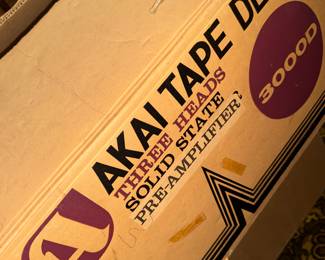 A
AKAI TAPE DE
THREE HEADS
SOLID STATE
PRE-AMPLIFIER
3000D